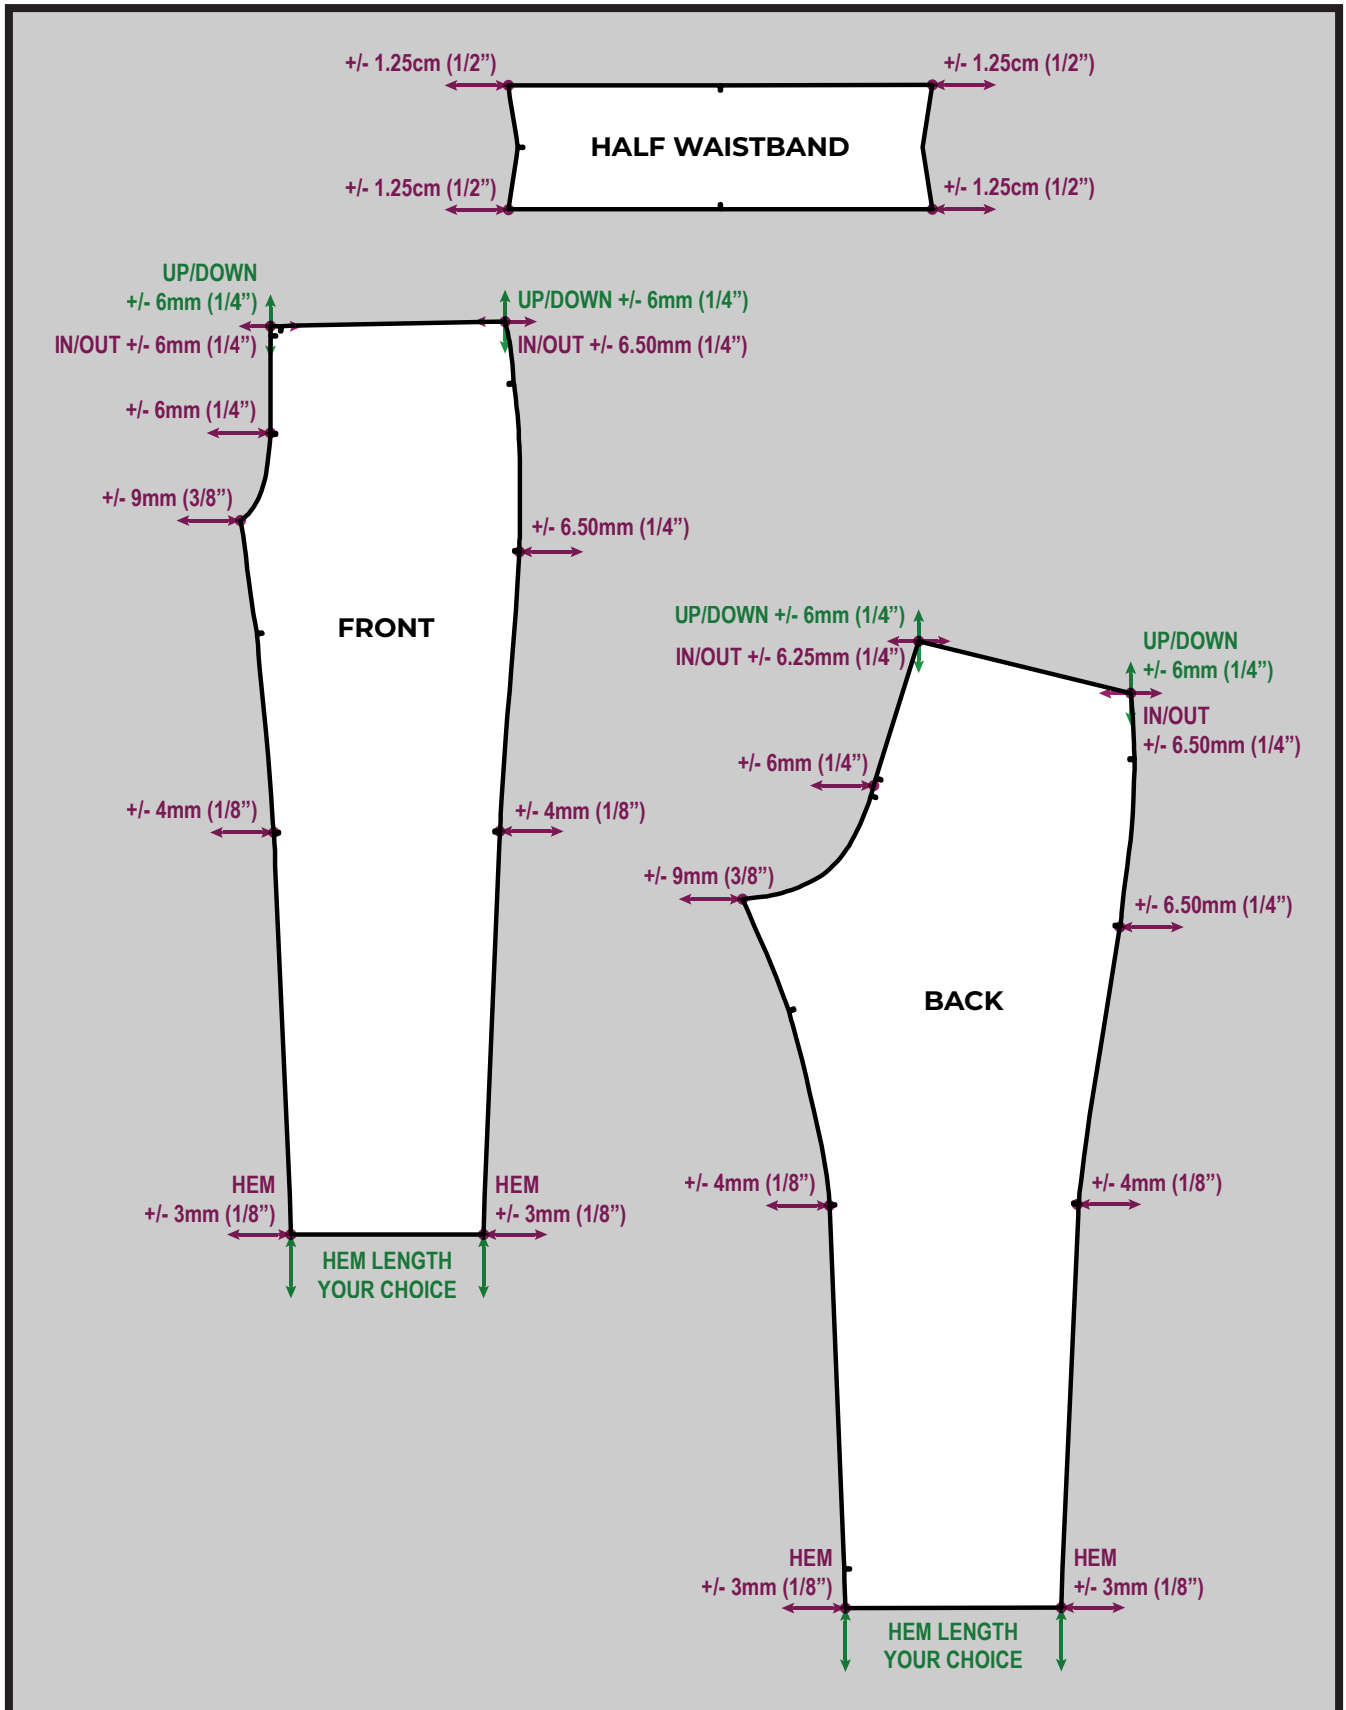 +/- 1.25cm (1/2”)
+/- 1.25cm (1/2”)
HALF WAISTBAND
+/- 1.25cm (1/2”)
+/- 1.25cm (1/2”)
UP/DOWN
+/- 6mm (1/4”)
IN/OUT +/- 6mm (1/4”)
UP/DOWN +/- 6mm (1/4”)
IN/OUT +/- 6.50mm (1/4”)
+/- 6mm (1/4”)
+/- 9mm (3/8”)
+/- 6.50mm (1/4”)
FRONT
+/- 4mm (1/8”)
+/- 4mm (1/8”)
HEM
+/- 3mm (1/8”)
HEM
+/- 3mm (1/8”)
HEM LENGTH
YOUR CHOICE
UP/DOWN +/- 6mm (1/4”)
IN/OUT +/- 6.25mm (1/4”)
UP/DOWN
+/- 6mm (1/4”)
IN/OUT
+/- 6.50mm (1/4”)
+/- 6mm (1/4”)
+/- 9mm (3/8”)
+/- 6.50mm (1/4”)
BACK
+/- 4mm (1/8”)
+/- 4mm (1/8”)
HEM
+/- 3mm (1/8”)
HEM
+/- 3mm (1/8”)
HEM LENGTH
YOUR CHOICE